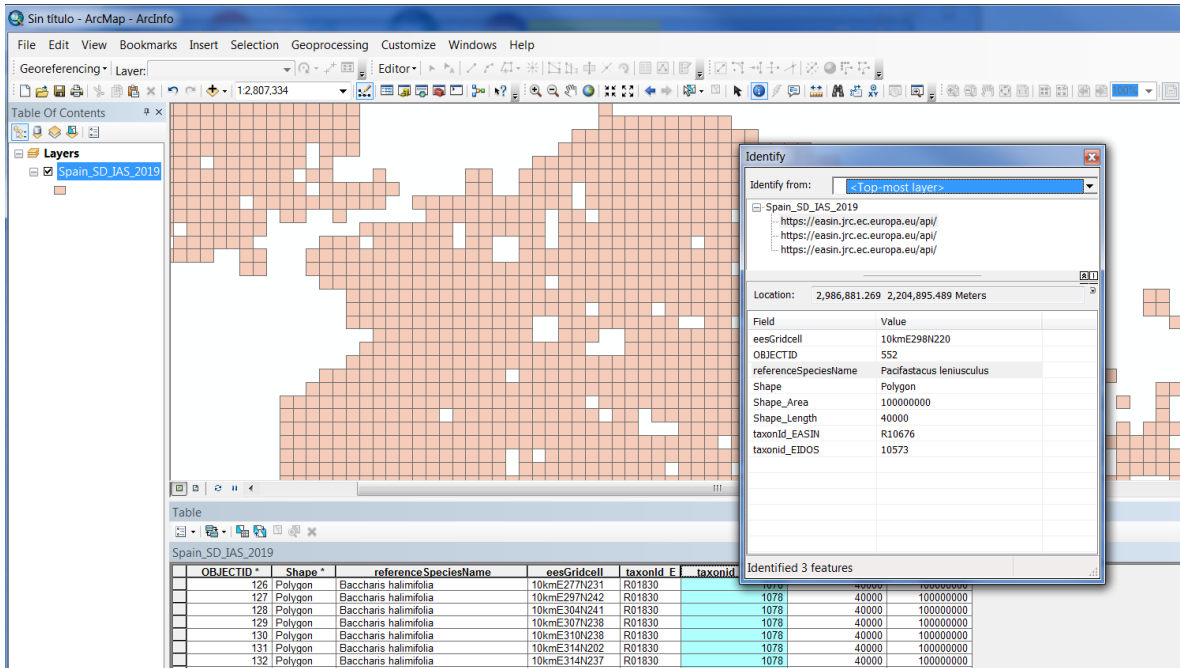 Sin título - ArcMap - ArcInfo
File Edit View Bookmarks Insert Selection Geoprocessing Customize Windows Help
Georeferencing Layer: Editor
1:2,807,334 100%
Table Of Contents
Layers
Spain_SD_IAS_2019
Identify
Identify from: <Top-most layer>
Spain_SD_IAS_2019
https://easin.jrc.ec.europa.eu/api/
https://easin.jrc.ec.europa.eu/api/
https://easin.jrc.ec.europa.eu/api/
Location: 2,986,881.269 2,204,895.489 Meters
Field Value
eesGridcell 10kmE298N220
OBJECTID 552
referenceSpeciesName Pacifastacus leniusculus
Shape Polygon
Shape_Area 100000000
Shape_Length 40000
taxonId_EASIN R10676
taxonid_EIDOS 10573
Identified 3 features
Table
Spain_SD_IAS_2019
OBJECTID * Shape * referenceSpeciesName eesGridcell taxonId_E taxonid
126 Polygon Baccharis halimifolia 10kmE277N231 R01830 1078 40000 100000000
127 Polygon Baccharis halimifolia 10kmE297N242 R01830 1078 40000 100000000
128 Polygon Baccharis halimifolia 10kmE304N241 R01830 1078 40000 100000000
129 Polygon Baccharis halimifolia 10kmE307N238 R01830 1078 40000 100000000
130 Polygon Baccharis halimifolia 10kmE310N238 R01830 1078 40000 100000000
131 Polygon Baccharis halimifolia 10kmE314N202 R01830 1078 40000 100000000
132 Polygon Baccharis halimifolia 10kmE314N237 R01830 1078 40000 100000000